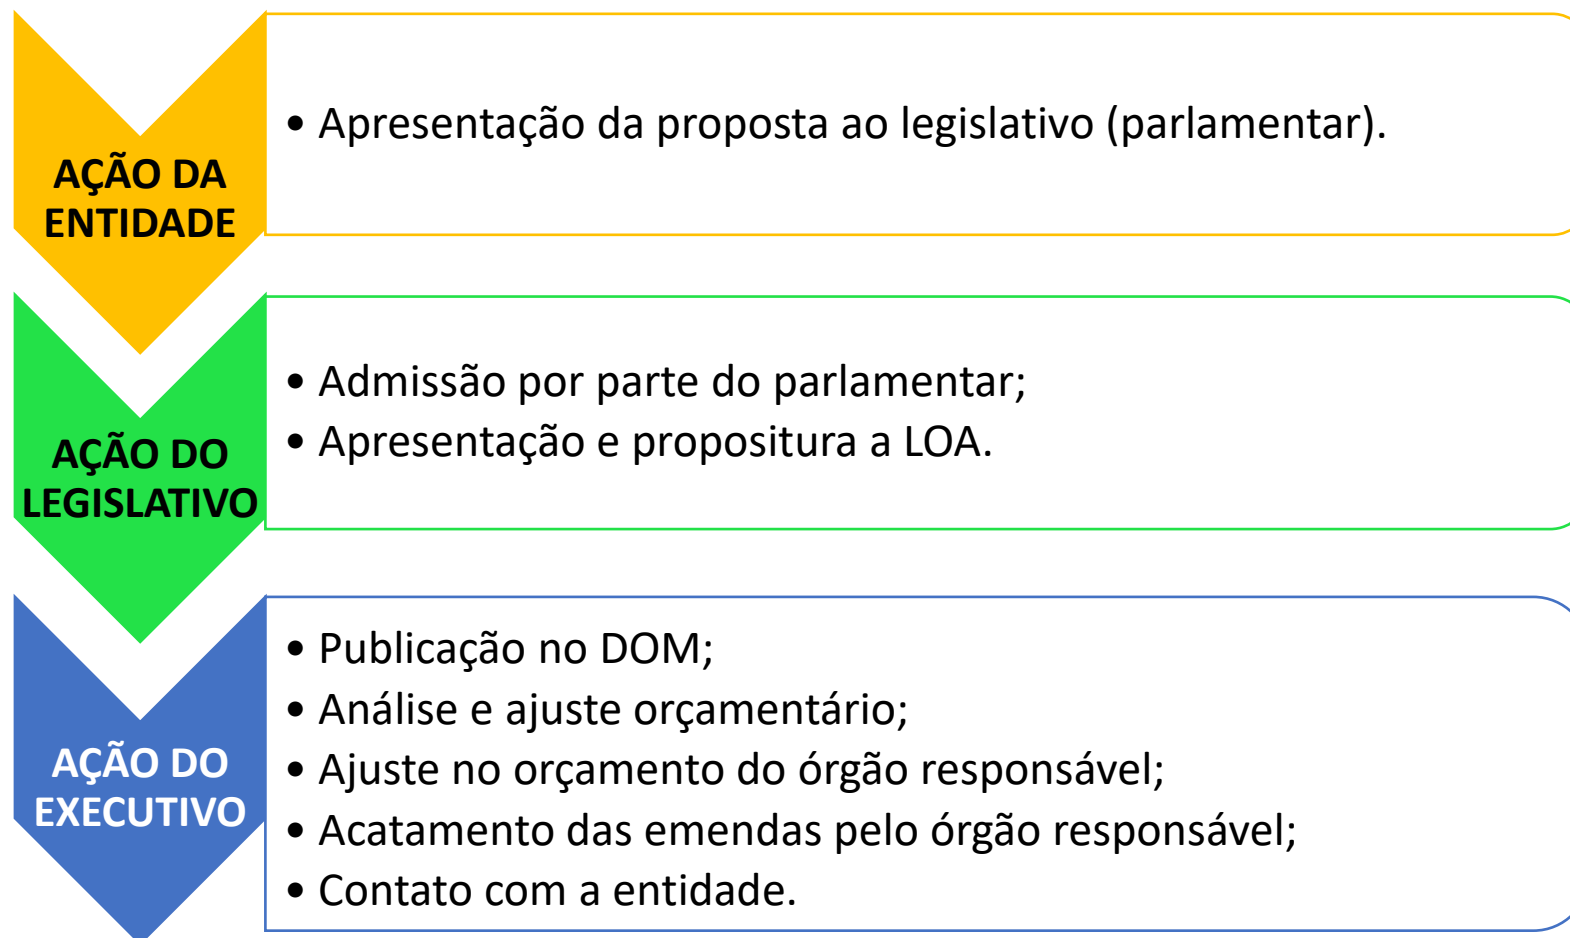 AÇÃO DA
ENTIDADE
• Apresentação da proposta ao legislativo (parlamentar).
AÇÃO DO
LEGISLATIVO
• Admissão por parte do parlamentar;
• Apresentação e propositura a LOA.
AÇÃO DO
EXECUTIVO
• Publicação no DOM;
• Análise e ajuste orçamentário;
• Ajuste no orçamento do órgão responsável;
• Acatamento das emendas pelo órgão responsável;
• Contato com a entidade.